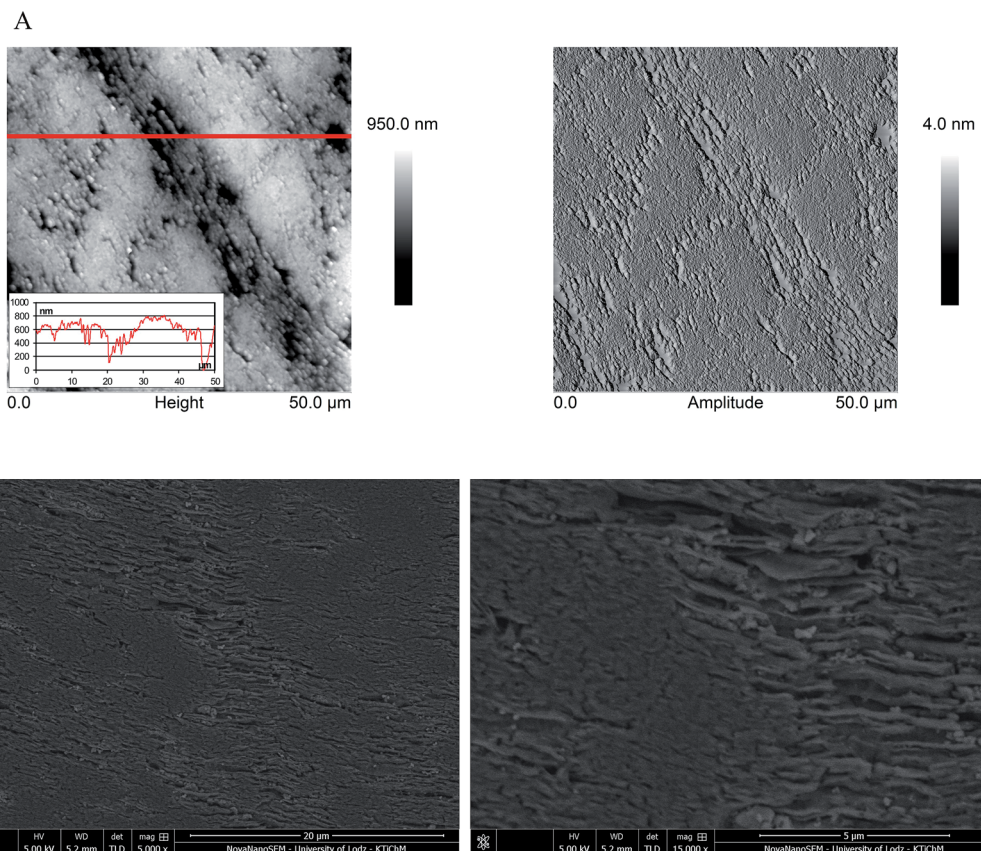 A
950.0 nm
4.0 nm
1000
nm
800
600
400
200
μm
0
0 10 20 30 40 50
0.0 Height 50.0 μm
0.0 Amplitude 50.0 μm
HV WD det mag 20 μm
5.00 kV 5.2 mm TLD 5 000 x NovaNanoSEM - University of Lodz - KTiChM
HV WD det mag 5 μm
5.00 kV 5.2 mm TLD 15 000 x NovaNanoSEM - University of Lodz - KTiChM